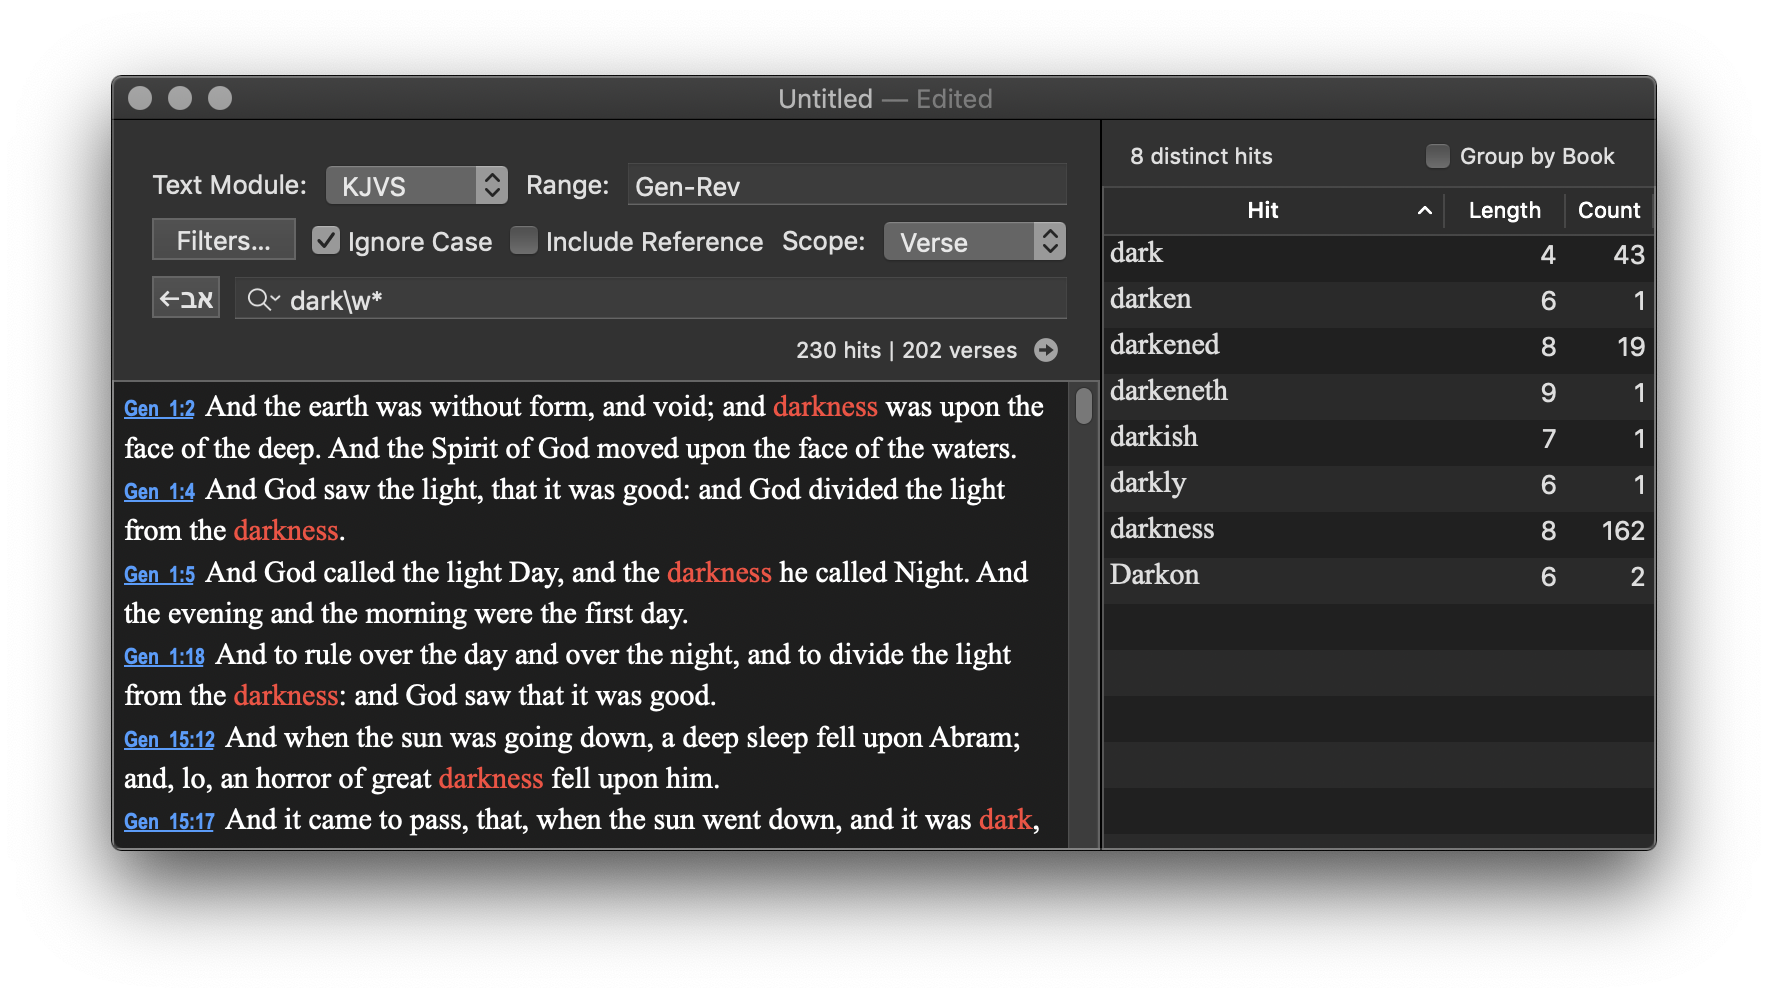 Untitled — Edited
Text Module: KJVS Range: Gen-Rev
Filters... Ignore Case Include Reference Scope: Verse
←אב dark\w*
230 hits | 202 verses
Gen 1:2 And the earth was without form, and void; and darkness was upon the
face of the deep. And the Spirit of God moved upon the face of the waters.
Gen 1:4 And God saw the light, that it was good: and God divided the light
from the darkness.
Gen 1:5 And God called the light Day, and the darkness he called Night. And
the evening and the morning were the first day.
Gen 1:18 And to rule over the day and over the night, and to divide the light
from the darkness: and God saw that it was good.
Gen 15:12 And when the sun was going down, a deep sleep fell upon Abram;
and, lo, an horror of great darkness fell upon him.
Gen 15:17 And it came to pass, that, when the sun went down, and it was dark,
8 distinct hits Group by Book
Hit Length Count
dark 4 43
darken 6 1
darkened 8 19
darkeneth 9 1
darkish 7 1
darkly 6 1
darkness 8 162
Darkon 6 2